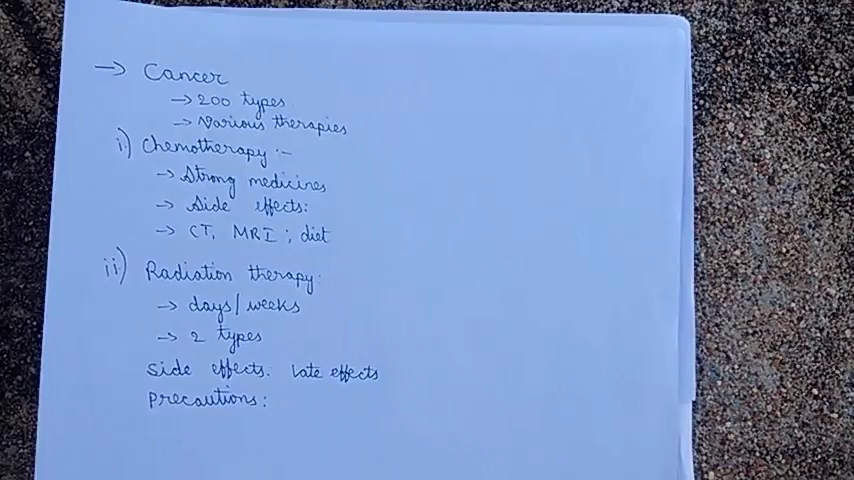 → Cancer
→ 200 types
→ Various therapies
i) Chemotherapy :-
→ Strong medicines
→ Side effects:
→ CT, MRI ; diet
ii) Radiation therapy:
→ days/weeks
→ 2 types
Side effects: late effects
Precautions: